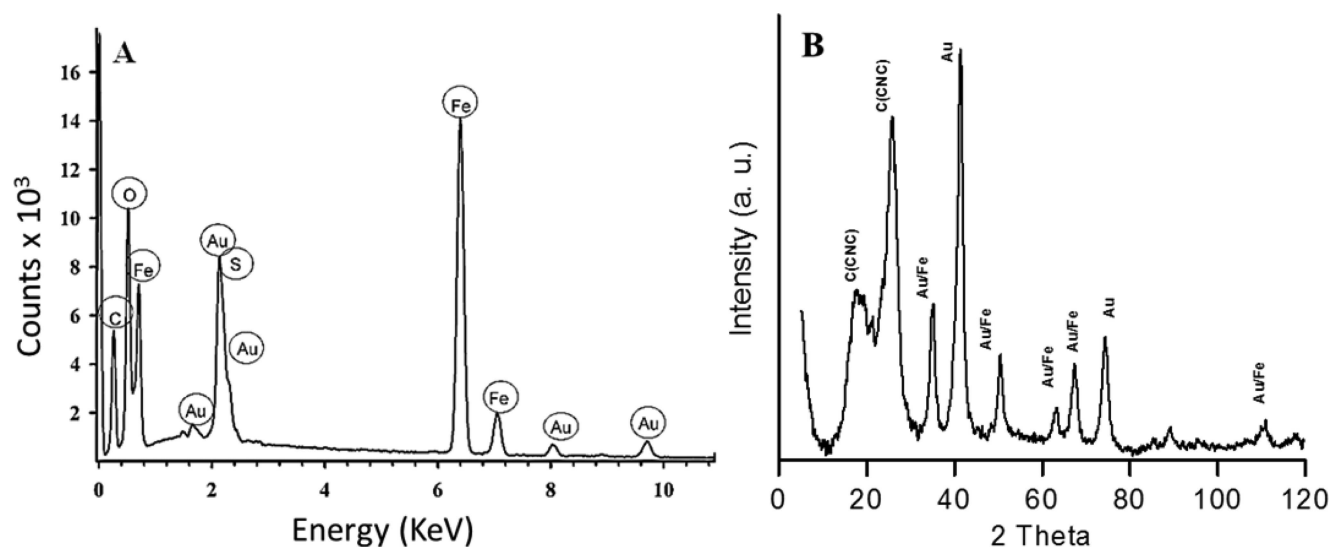 A
Counts x 10³
16
14
12
10
8
6
4
2
C
O
Fe
Au
Au
S
Au
Fe
Fe
Au
Au
0
2
4
6
8
10
Energy (KeV)
B
Intensity (a. u.)
C(CNC)
C(CNC)
Au/Fe
Au
Au/Fe
Au/Fe
Au/Fe
Au
Au/Fe
0
20
40
60
80
100
120
2 Theta